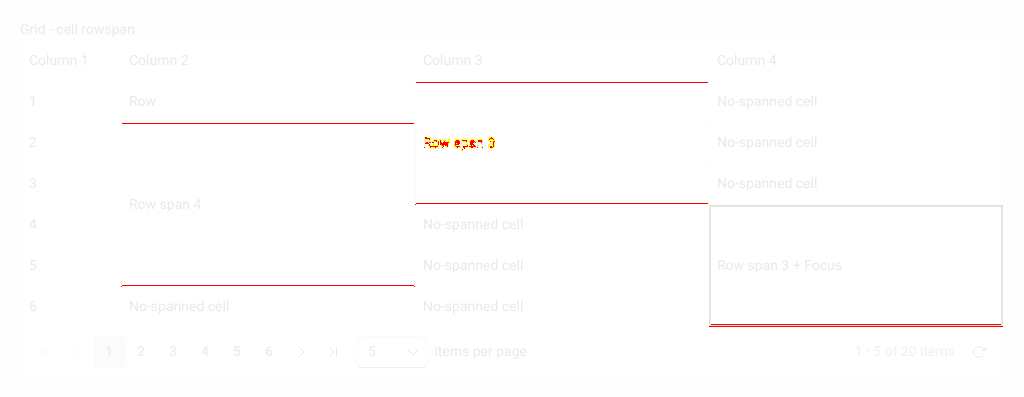 Grid - cell rowspan
Column 1 Column 2 Column 3 Column 4
1 Row No-spanned cell
2 Row span No-spanned cell
3 No-spanned cell
Row span 4
4 No-spanned cell
5 No-spanned cell Row span 3 + Focus
6 No-spanned cell No-spanned cell
1 2 3 4 5 6 5 items per page 1 - 5 of 20 items